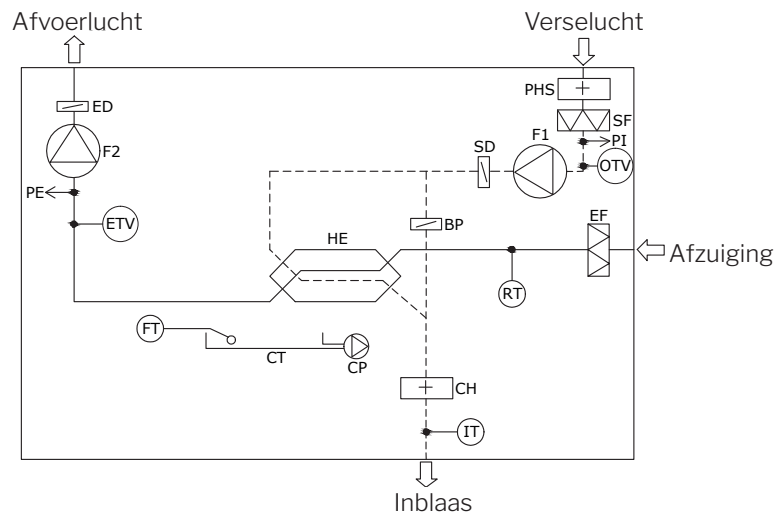 Afvoerlucht
Verselucht
PHS
ED
SF
F2
SD
F1
PI
OTV
PE
ETV
BP
EF
HE
Afzuiging
RT
FT
CT
CP
CH
IT
Inblaas